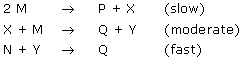 2 M → P + X (slow)
X + M → Q + Y (moderate)
N + Y → Q (fast)